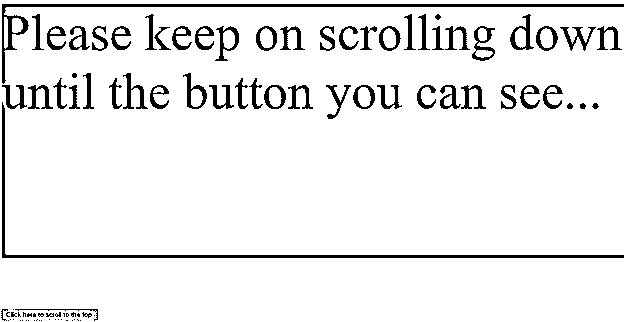 Please keep on scrolling down
until the button you can see...
Click here to scroll to the top